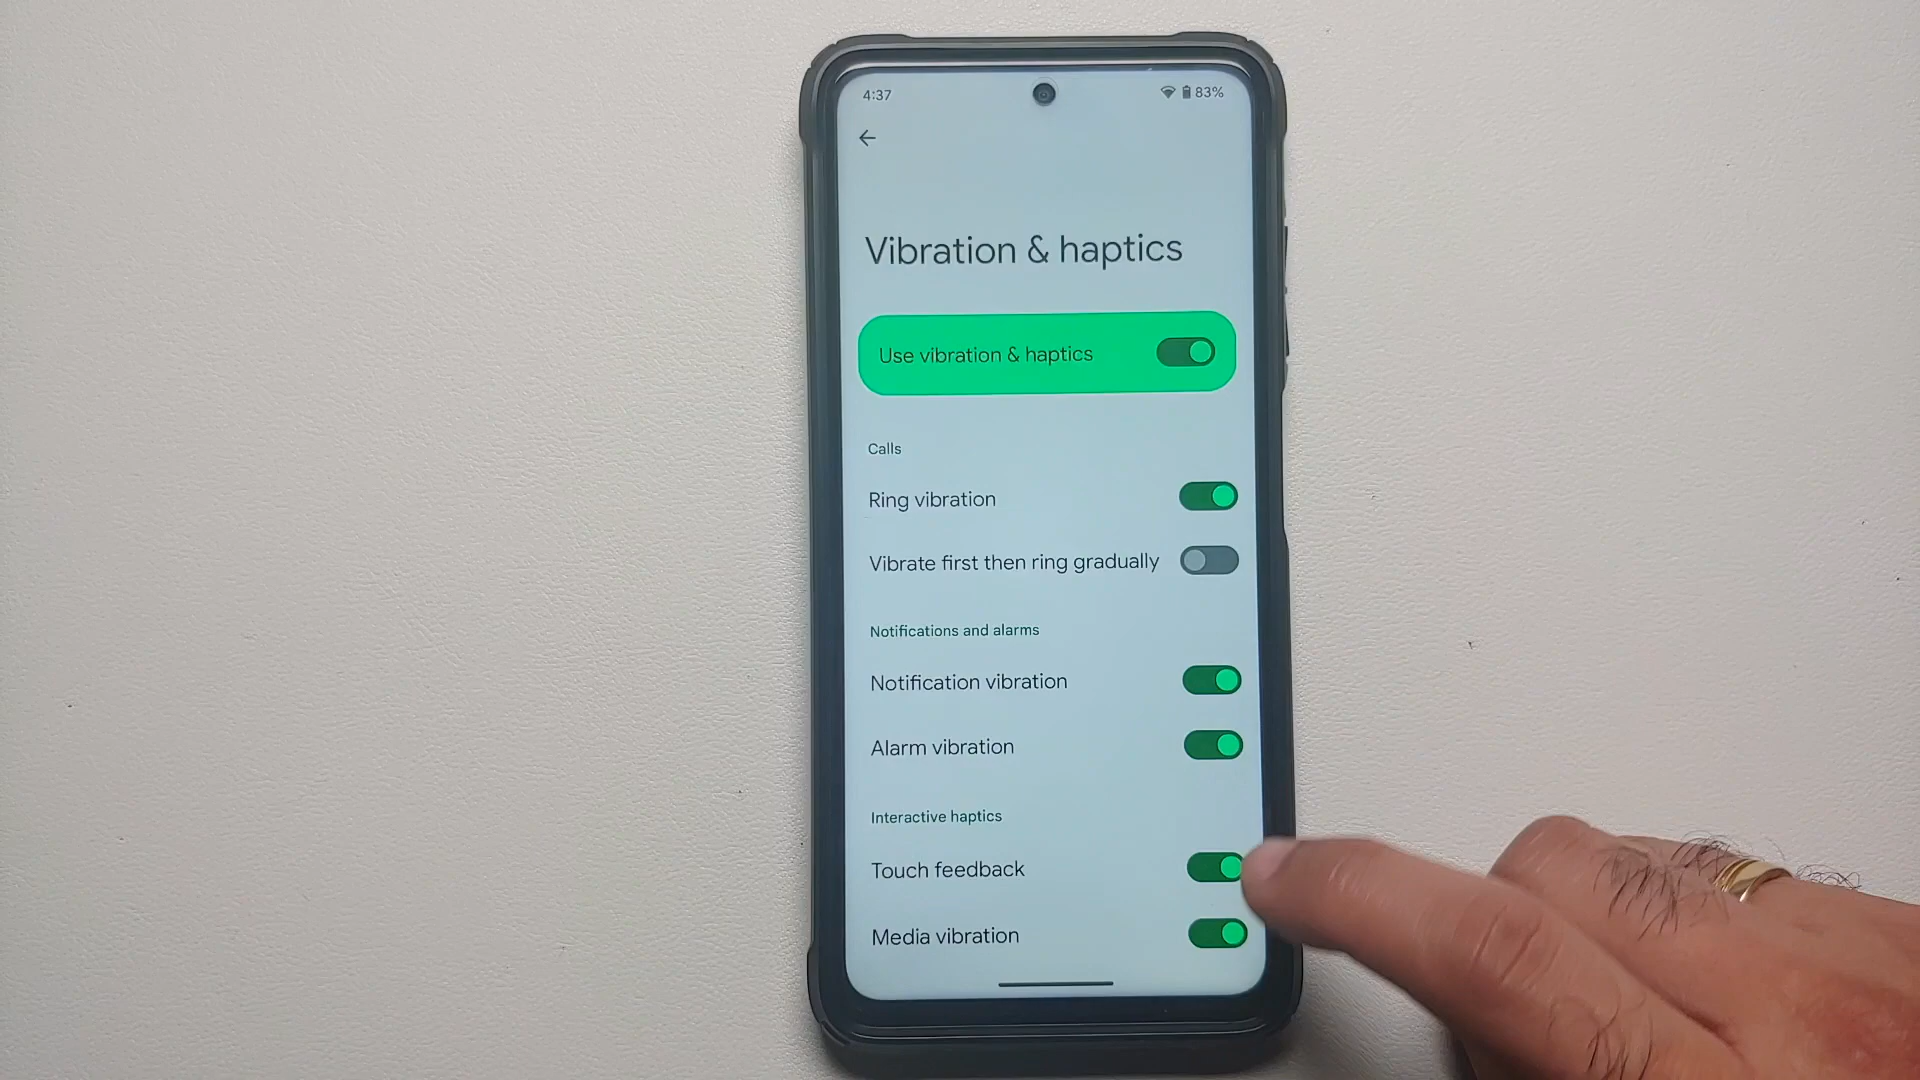 4:37
83%
Vibration & haptics
Use vibration & haptics
Calls
Ring vibration
Vibrate first then ring gradually
Notifications and alarms
Notification vibration
Alarm vibration
Interactive haptics
Touch feedback
Media vibration